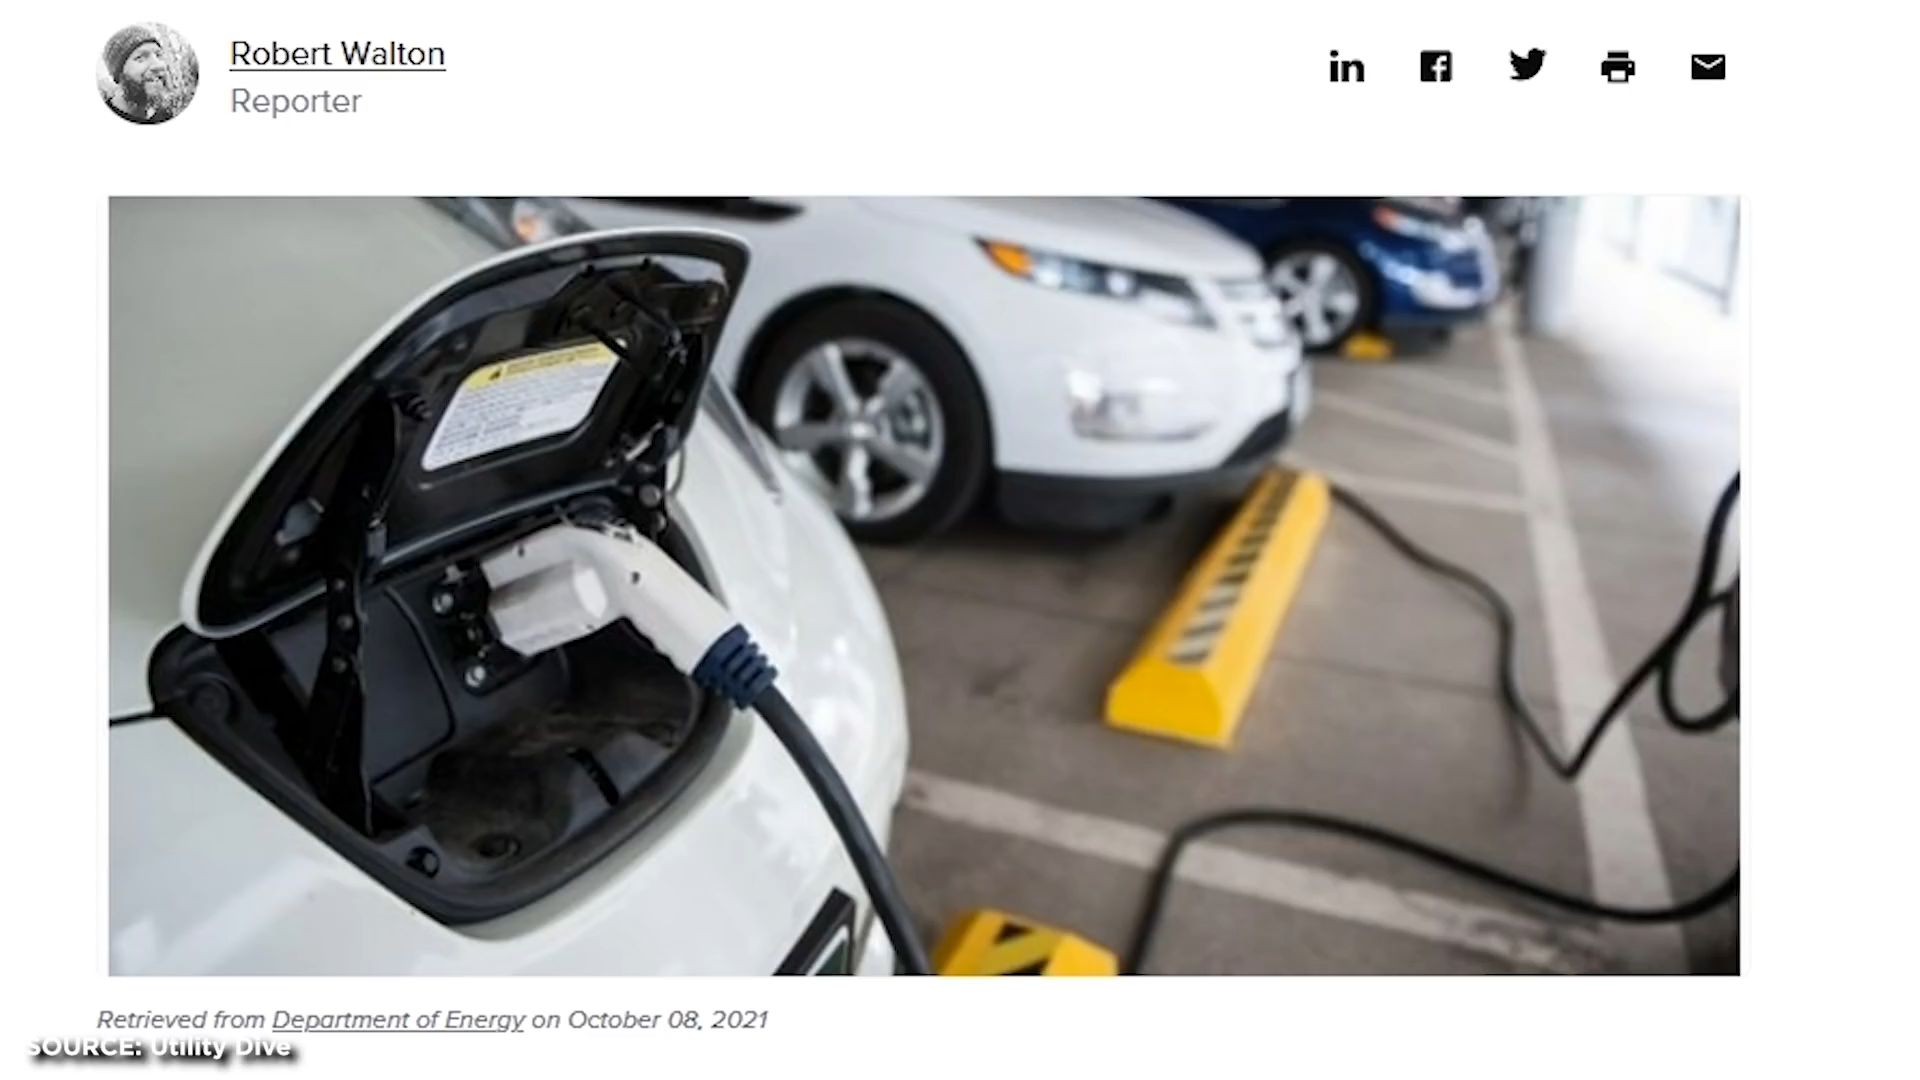 Robert Walton
Reporter
Retrieved from Department of Energy on October 08, 2021
SOURCE: Utility Dive